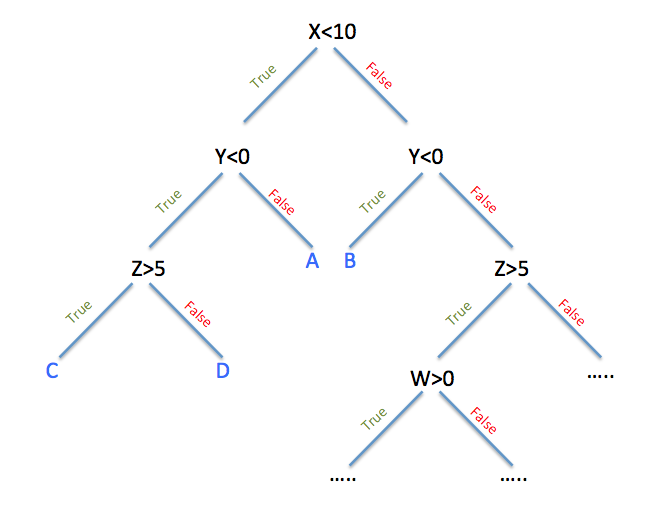 X<10
True
False
Y<0
Y<0
True
False
True
False
A
B
Z>5
Z>5
True
False
True
False
C
D
W>0
.....
True
False
.....
.....